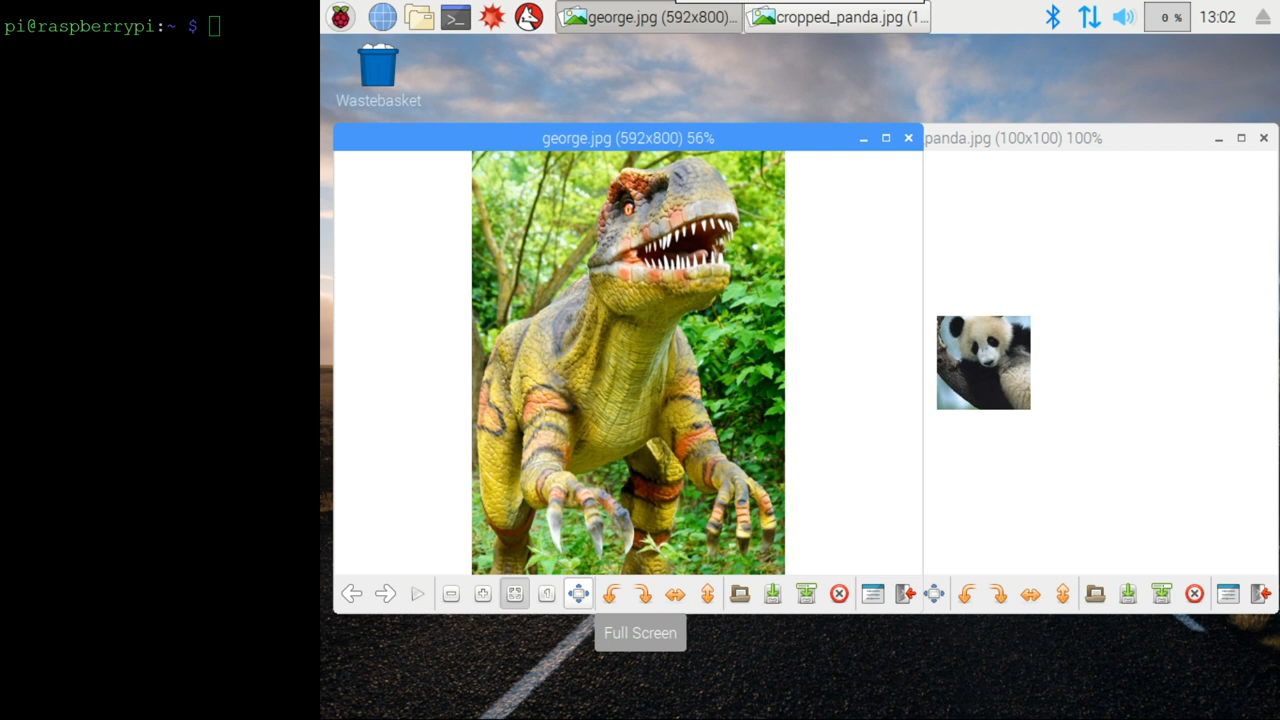 pi@raspberrypi:~ $
george.jpg (592x800)...
cropped_panda.jpg (1...
0 %
13:02
Wastebasket
george.jpg (592x800) 56%
panda.jpg (100x100) 100%
Full Screen